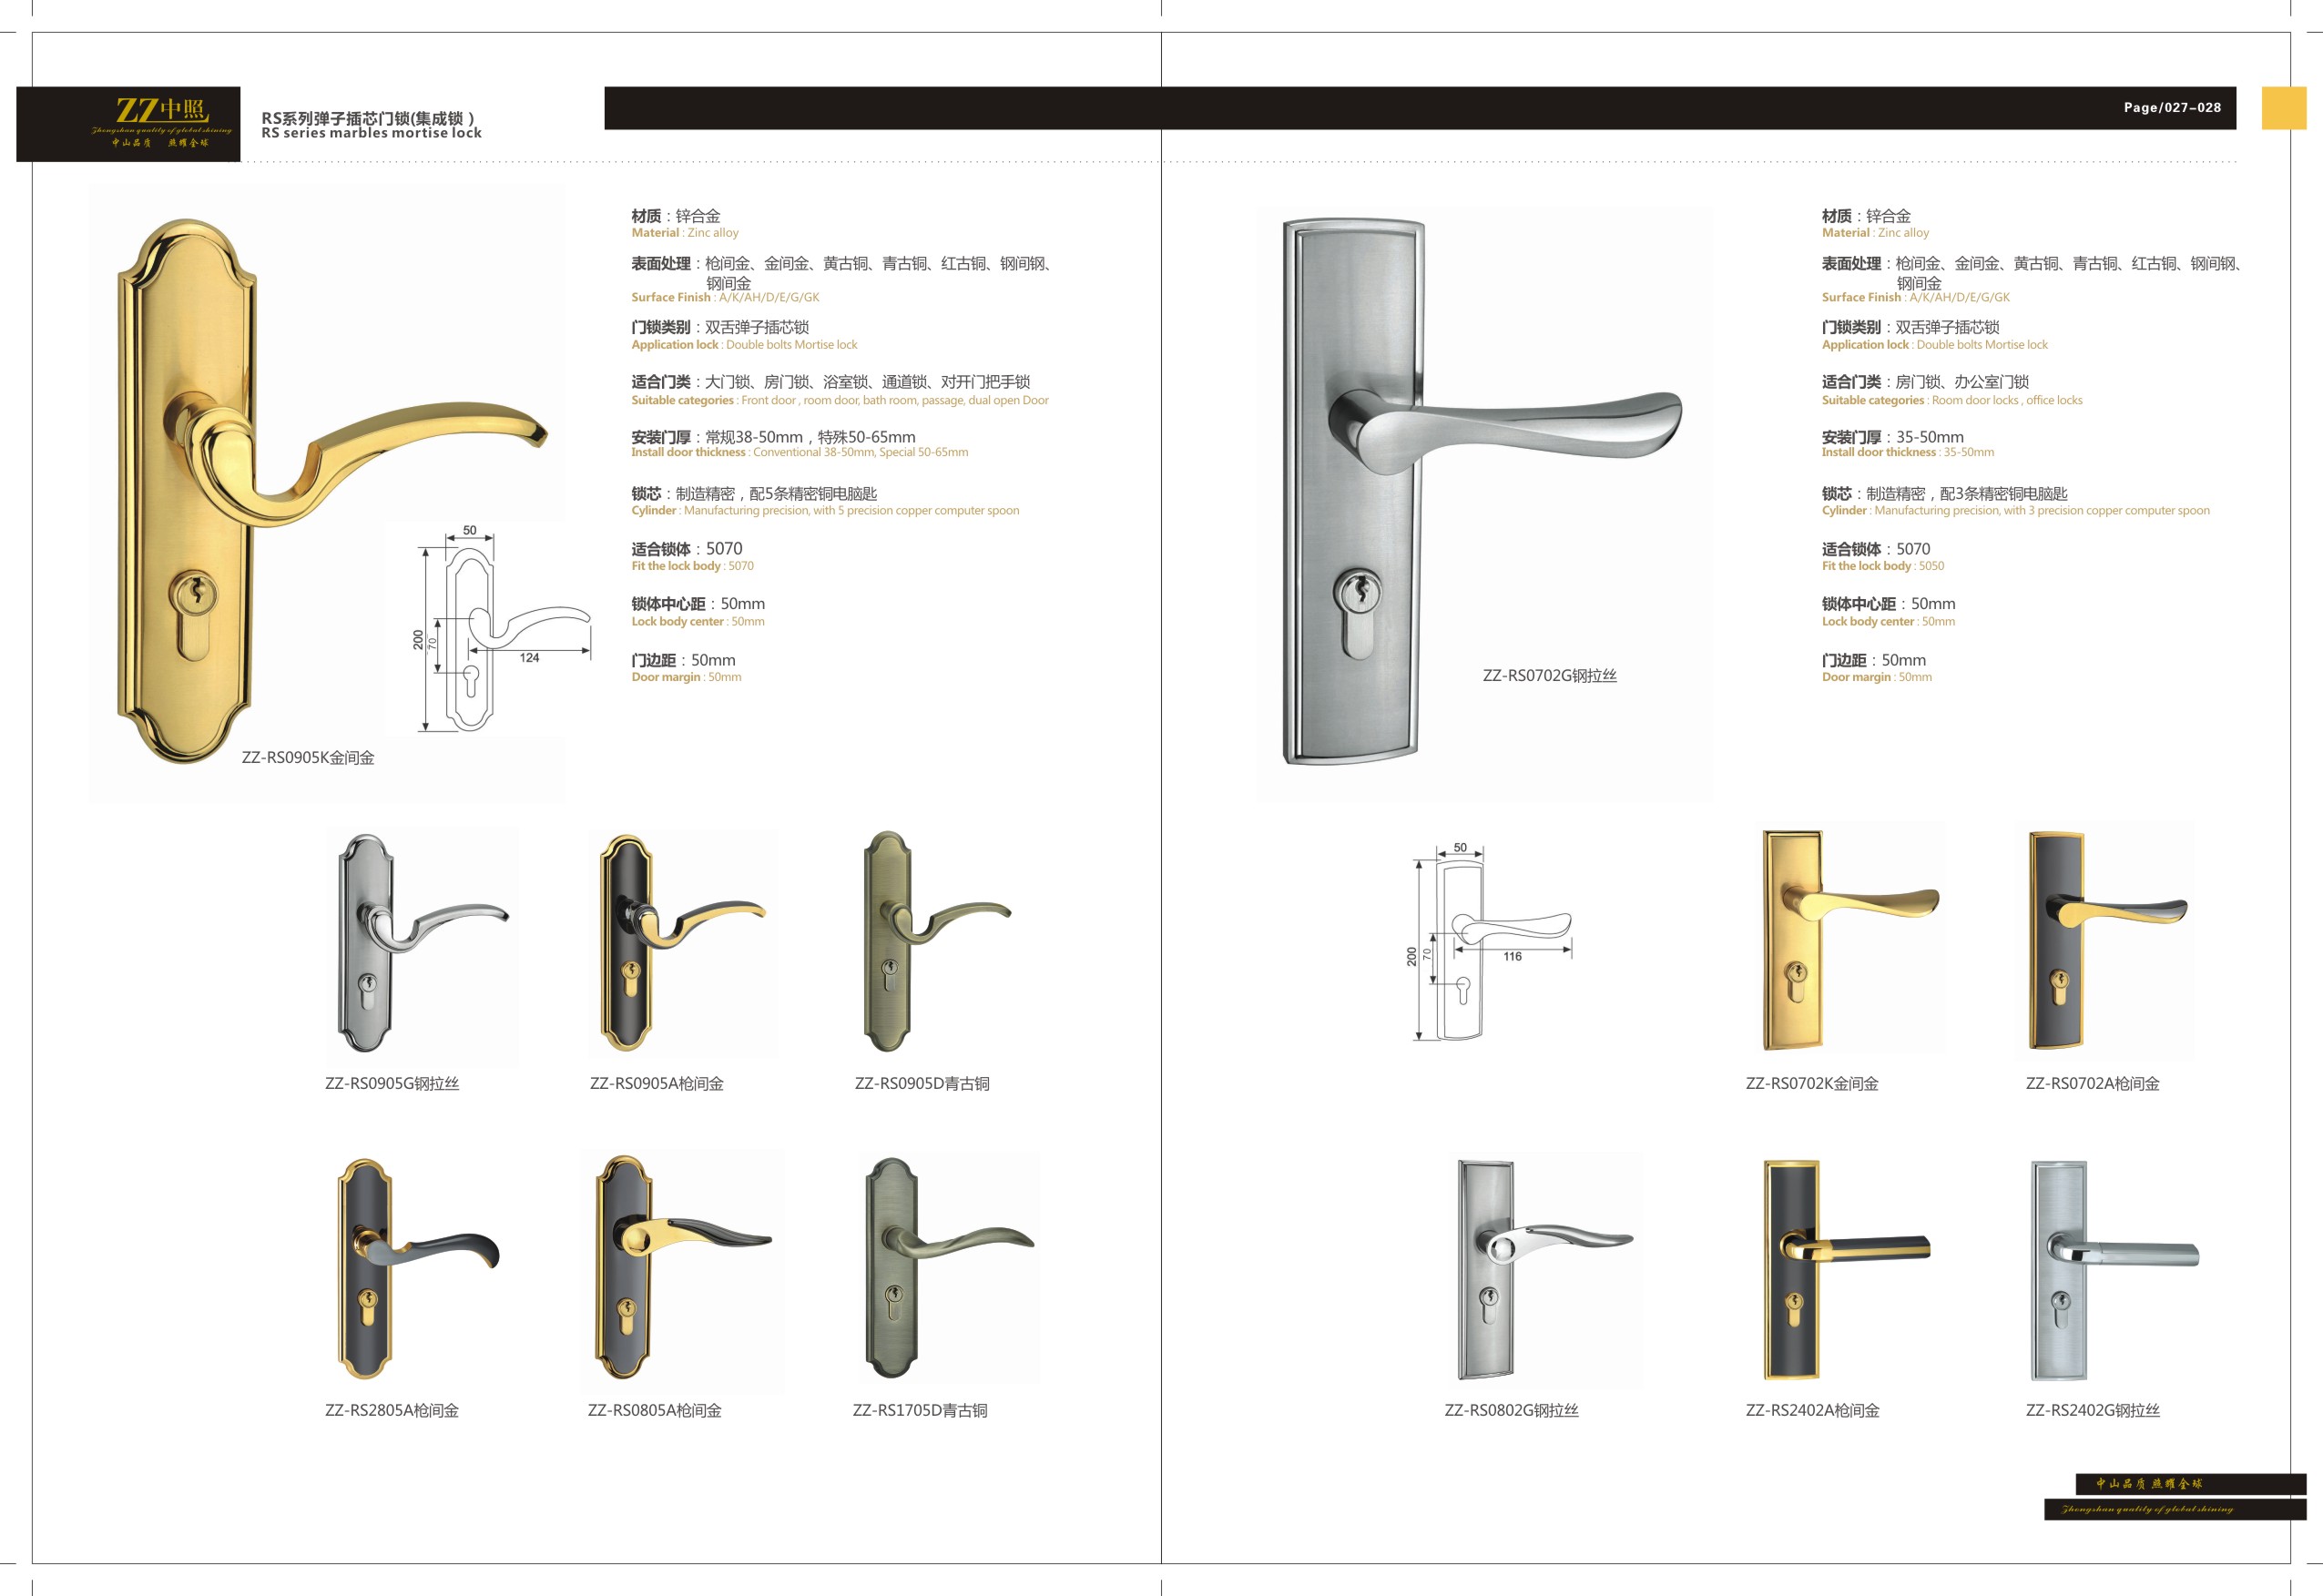 ZZ中照
Zhongshan quality of global shining
中山品质 照耀全球
RS系列弹子插芯门锁(集成锁)
RS series marbles mortise lock
Page/027-028
材质：锌合金
Material : Zinc alloy
表面处理：枪间金、金间金、黄古铜、青古铜、红古铜、钢间钢、
钢间金
Surface Finish : A/K/AH/D/E/G/GK
门锁类别：双舌弹子插芯锁
Application lock : Double bolts Mortise lock
适合门类：大门锁、房门锁、浴室锁、通道锁、对开门把手锁
Suitable categories : Front door , room door, bath room, passage, dual open Door
安装门厚：常规38-50mm，特殊50-65mm
Install door thickness : Conventional 38-50mm, Special 50-65mm
锁芯：制造精密，配5条精密铜电脑匙
Cylinder : Manufacturing precision, with 5 precision copper computer spoon
适合锁体：5070
Fit the lock body : 5070
锁体中心距：50mm
Lock body center : 50mm
门边距：50mm
Door margin : 50mm
50
200
70
124
ZZ-RS0905K金间金
ZZ-RS0905G钢拉丝
ZZ-RS0905A枪间金
ZZ-RS0905D青古铜
ZZ-RS2805A枪间金
ZZ-RS0805A枪间金
ZZ-RS1705D青古铜
材质：锌合金
Material : Zinc alloy
表面处理：枪间金、金间金、黄古铜、青古铜、红古铜、钢间钢、
钢间金
Surface Finish : A/K/AH/D/E/G/GK
门锁类别：双舌弹子插芯锁
Application lock : Double bolts Mortise lock
适合门类：房门锁、办公室门锁
Suitable categories : Room door locks , office locks
安装门厚：35-50mm
Install door thickness : 35-50mm
锁芯：制造精密，配3条精密铜电脑匙
Cylinder : Manufacturing precision, with 3 precision copper computer spoon
适合锁体：5070
Fit the lock body : 5050
锁体中心距：50mm
Lock body center : 50mm
门边距：50mm
Door margin : 50mm
ZZ-RS0702G钢拉丝
50
200
70
116
ZZ-RS0702K金间金
ZZ-RS0702A枪间金
ZZ-RS0802G钢拉丝
ZZ-RS2402A枪间金
ZZ-RS2402G钢拉丝
中山品质 照耀全球
Zhongshan quality of global shining